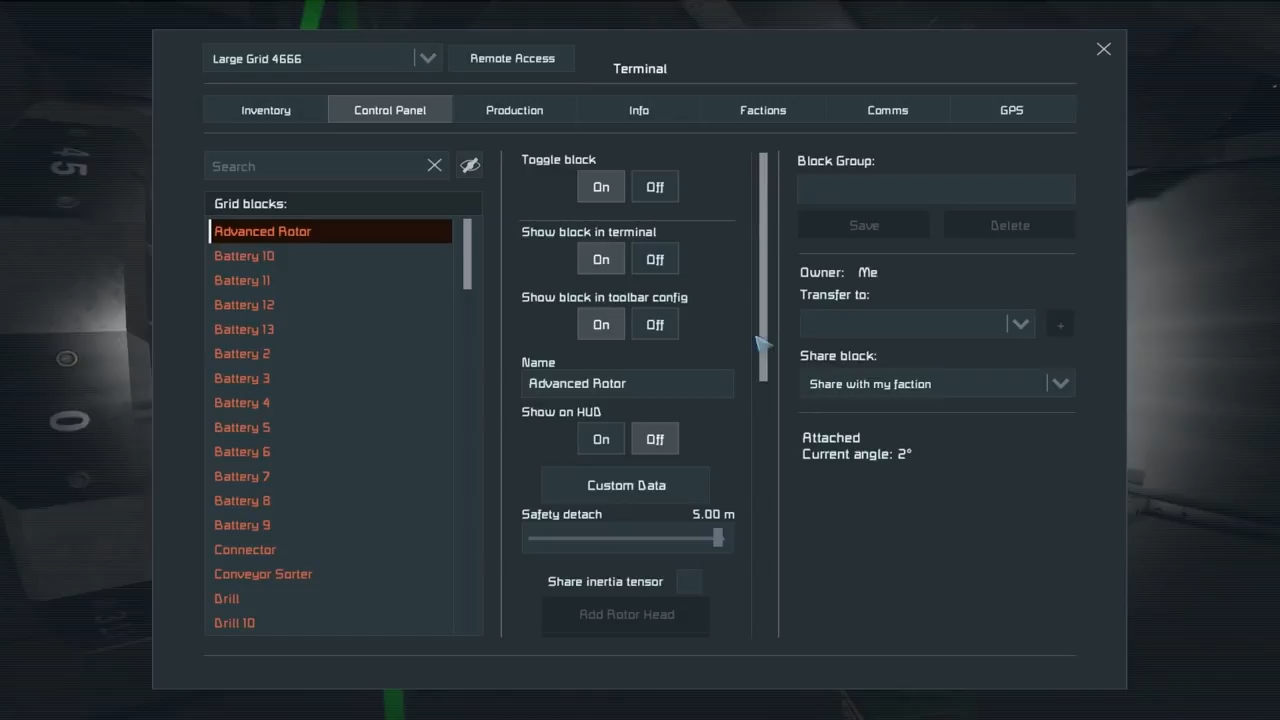 Large Grid 4666
Remote Access
Terminal
Inventory
Control Panel
Production
Info
Factions
Comms
GPS
Search
Grid blocks:
Advanced Rotor
Battery 10
Battery 11
Battery 12
Battery 13
Battery 2
Battery 3
Battery 4
Battery 5
Battery 6
Battery 7
Battery 8
Battery 9
Connector
Conveyor Sorter
Drill
Drill 10
Toggle block
On Off
Show block in terminal
On Off
Show block in toolbar config
On Off
Name
Advanced Rotor
Show on HUD
On Off
Custom Data
Safety detach 5.00 m
Share inertia tensor
Add Rotor Head
Block Group:
Save Delete
Owner: Me
Transfer to:
+
Share block:
Share with my faction
Attached
Current angle: 2°
45
0